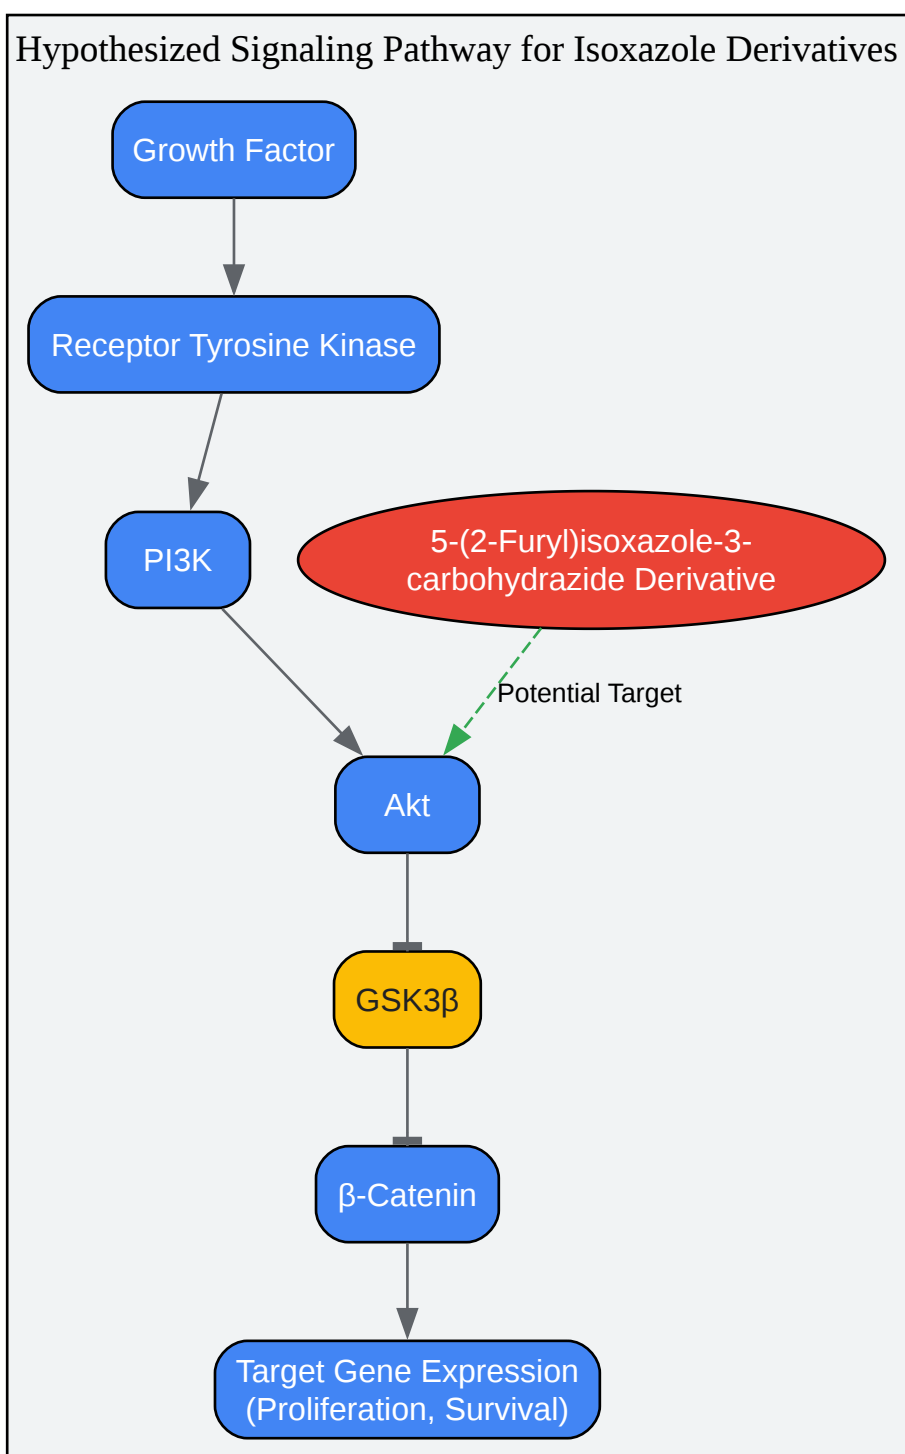 Hypothesized Signaling Pathway for Isoxazole Derivatives
Growth Factor
Receptor Tyrosine Kinase
PI3K
5-(2-Furyl)isoxazole-3-
carbohydrazide Derivative
Potential Target
Akt
GSK3β
β-Catenin
Target Gene Expression
(Proliferation, Survival)